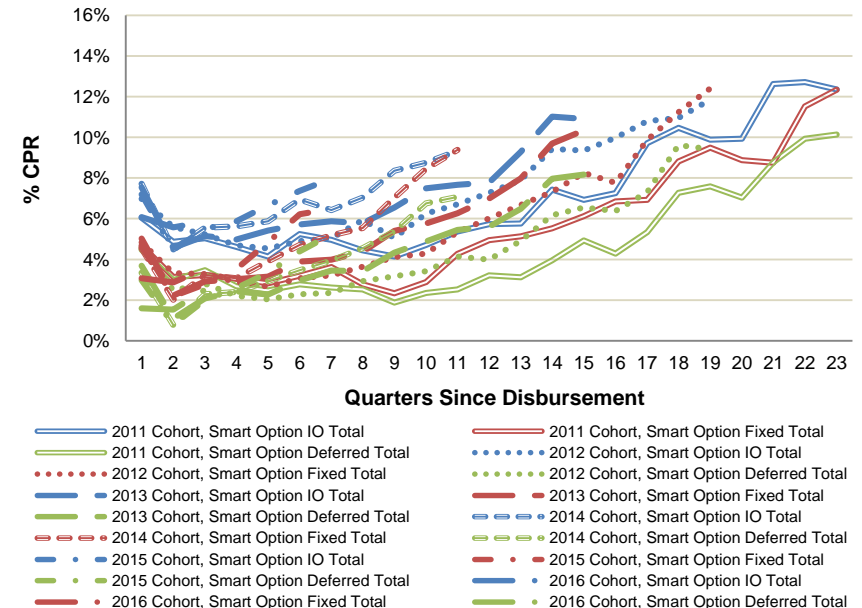 16%
14%
12%
10%
8%
6%
4%
2%
0%
% CPR
1 2 3 4 5 6 7 8 9 10 11 12 13 14 15 16 17 18 19 20 21 22 23
Quarters Since Disbursement
2011 Cohort, Smart Option IO Total
2011 Cohort, Smart Option Fixed Total
2011 Cohort, Smart Option Deferred Total
2012 Cohort, Smart Option IO Total
2012 Cohort, Smart Option Fixed Total
2012 Cohort, Smart Option Deferred Total
2013 Cohort, Smart Option IO Total
2013 Cohort, Smart Option Fixed Total
2013 Cohort, Smart Option Deferred Total
2014 Cohort, Smart Option IO Total
2014 Cohort, Smart Option Fixed Total
2014 Cohort, Smart Option Deferred Total
2015 Cohort, Smart Option IO Total
2015 Cohort, Smart Option Fixed Total
2015 Cohort, Smart Option Deferred Total
2016 Cohort, Smart Option IO Total
2016 Cohort, Smart Option Fixed Total
2016 Cohort, Smart Option Deferred Total